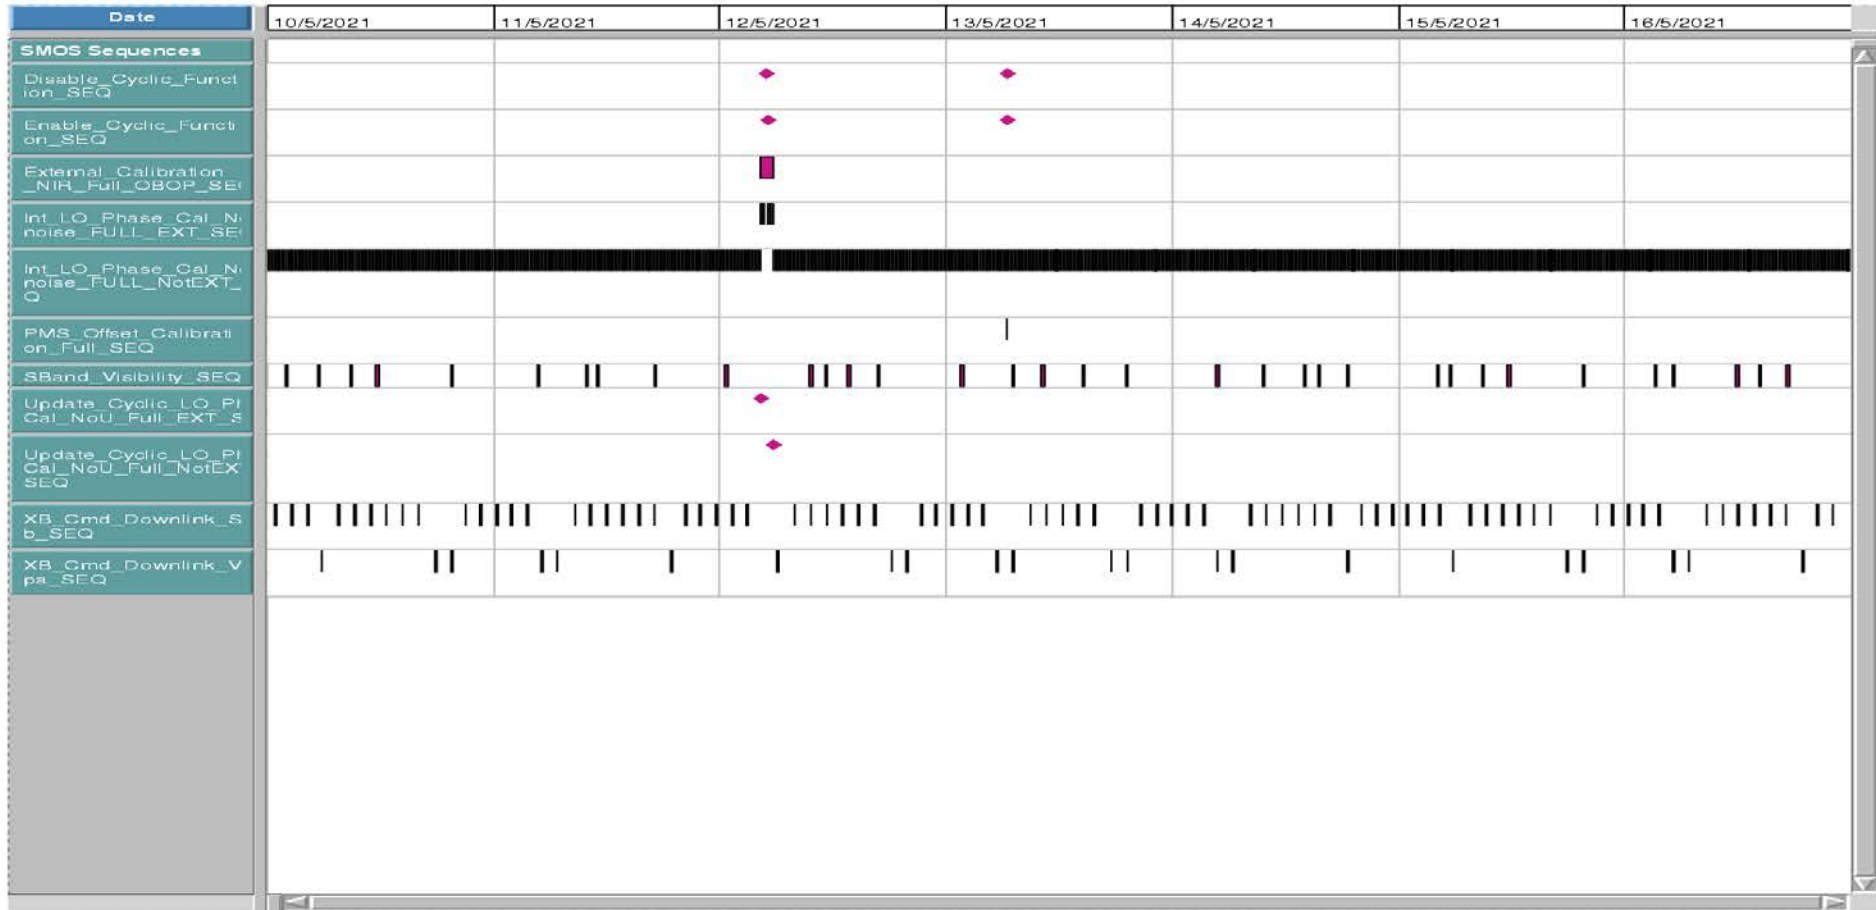 Date
10/5/2021 11/5/2021 12/5/2021 13/5/2021 14/5/2021 15/5/2021 16/5/2021
SMOS Sequences
Disable_Cyclic_Funct
ion_SEQ
Enable_Cyclic_Functi
on_SEQ
External_Calibration
_NIR_Full_OBOP_SE
Int_LO_Phase_Cal_N
noise_FULL_EXT_SE
Int_LO_Phase_Cal_N
noise_FULL_NotEXT_
Q
PMS_Offset_Calibrati
on_Full_SEQ
SBand_Visibility_SEQ
Update_Cyclic_LO_P
Cal_NoU_Full_EXT_S
Update_Cyclic_LO_P
Cal_NoU_Full_NotEX
SEQ
XB_Cmd_Downlink_S
b_SEQ
XB_Cmd_Downlink_V
pa_SEQ